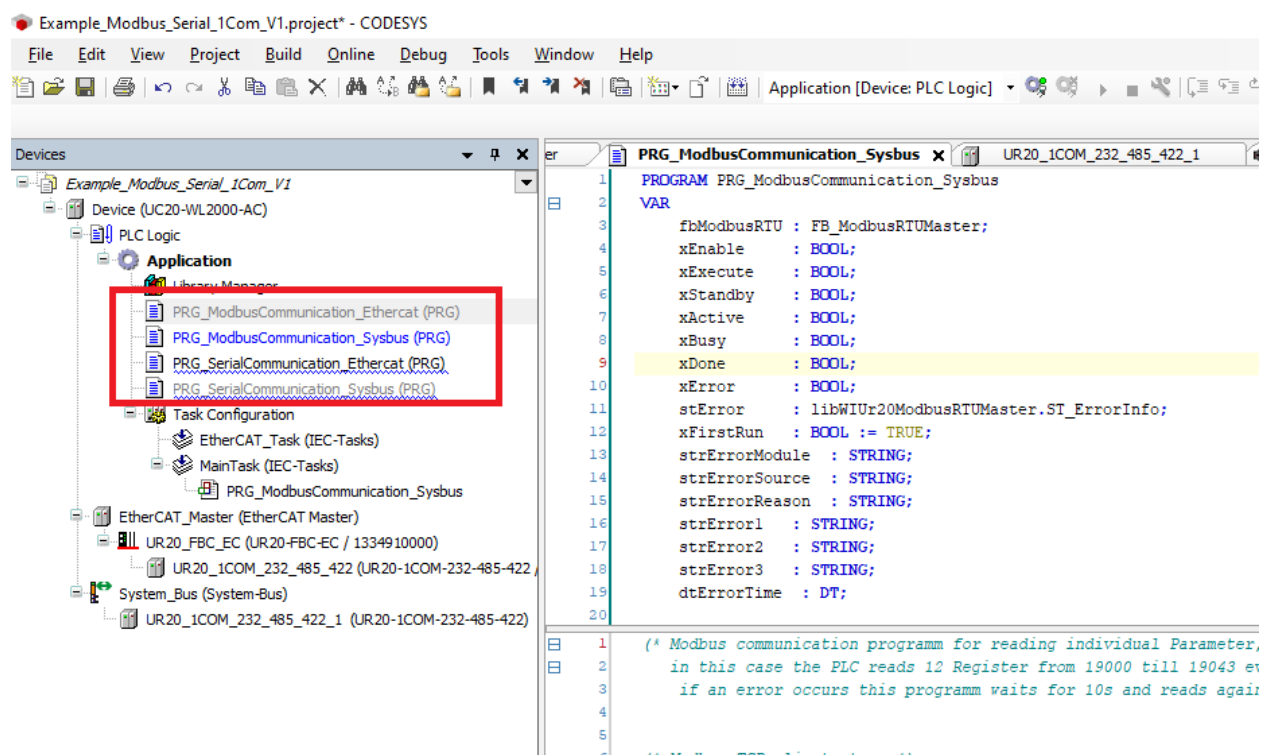 Example_Modbus_Serial_1Com_V1.project* - CODESYS
File Edit View Project Build Online Debug Tools Window Help
Application [Device: PLC Logic]
Devices
Example_Modbus_Serial_1Com_V1
Device (UC20-WL2000-AC)
PLC Logic
Application
Library Manager
PRG_ModbusCommunication_Ethercat (PRG)
PRG_ModbusCommunication_Sysbus (PRG)
PRG_SerialCommunication_Ethercat (PRG)
PRG_SerialCommunication_Sysbus (PRG)
Task Configuration
EtherCAT_Task (IEC-Tasks)
MainTask (IEC-Tasks)
PRG_ModbusCommunication_Sysbus
EtherCAT_Master (EtherCAT Master)
UR20_FBC_EC (UR20-FBC-EC / 1334910000)
UR20_1COM_232_485_422 (UR20-1COM-232-485-422 /
System_Bus (System-Bus)
UR20_1COM_232_485_422_1 (UR20-1COM-232-485-422)
er PRG_ModbusCommunication_Sysbus UR20_1COM_232_485_422_1
1 PROGRAM PRG_ModbusCommunication_Sysbus
2 VAR
3 fbModbusRTU : FB_ModbusRTUMaster;
4 xEnable : BOOL;
5 xExecute : BOOL;
6 xStandby : BOOL;
7 xActive : BOOL;
8 xBusy : BOOL;
9 xDone : BOOL;
10 xError : BOOL;
11 stError : libWIUr20ModbusRTUMaster.ST_ErrorInfo;
12 xFirstRun : BOOL := TRUE;
13 strErrorModule : STRING;
14 strErrorSource : STRING;
15 strErrorReason : STRING;
16 strError1 : STRING;
17 strError2 : STRING;
18 strError3 : STRING;
19 dtErrorTime : DT;
20
1 (* Modbus communication programm for reading individual Parameter,
2 in this case the PLC reads 12 Register from 19000 till 19043 ev
3 if an error occurs this programm waits for 10s and reads again
4
5